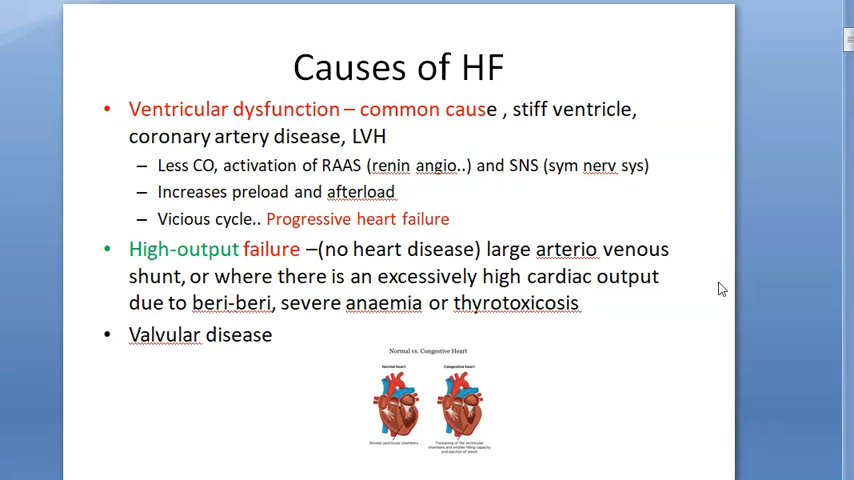 Causes of HF
• Ventricular dysfunction – common cause , stiff ventricle,
coronary artery disease, LVH
– Less CO, activation of RAAS (renin angio..) and SNS (sym nerv sys)
– Increases preload and afterload
– Vicious cycle.. Progressive heart failure
• High-output failure –(no heart disease) large arterio venous
shunt, or where there is an excessively high cardiac output
due to beri-beri, severe anaemia or thyrotoxicosis
• Valvular disease
Normal vs. Congestive Heart
Normal heart
Congestive Heart
Normal ventricular chambers
Thickening of the ventricular
chambers and smaller filling capacity
and ejection of blood